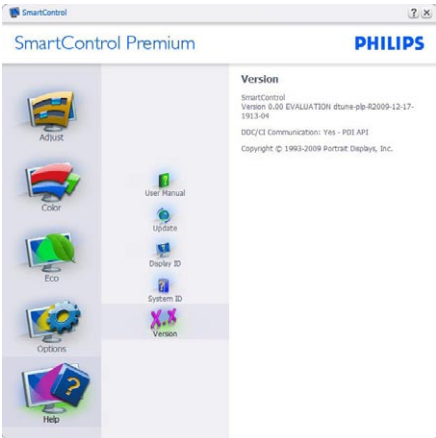 SmartControl
SmartControl Premium
PHILIPS
Adjust
Color
Eco
Options
Help
User Manual
Update
Display ID
System ID
Version
Version
SmartControl
Version 0.00 EVALUATION dtune-plp-R2009-12-17-
1913-04
DDC/CI Communication: Yes - PDI API
Copyright © 1993-2009 Portrait Displays, Inc.